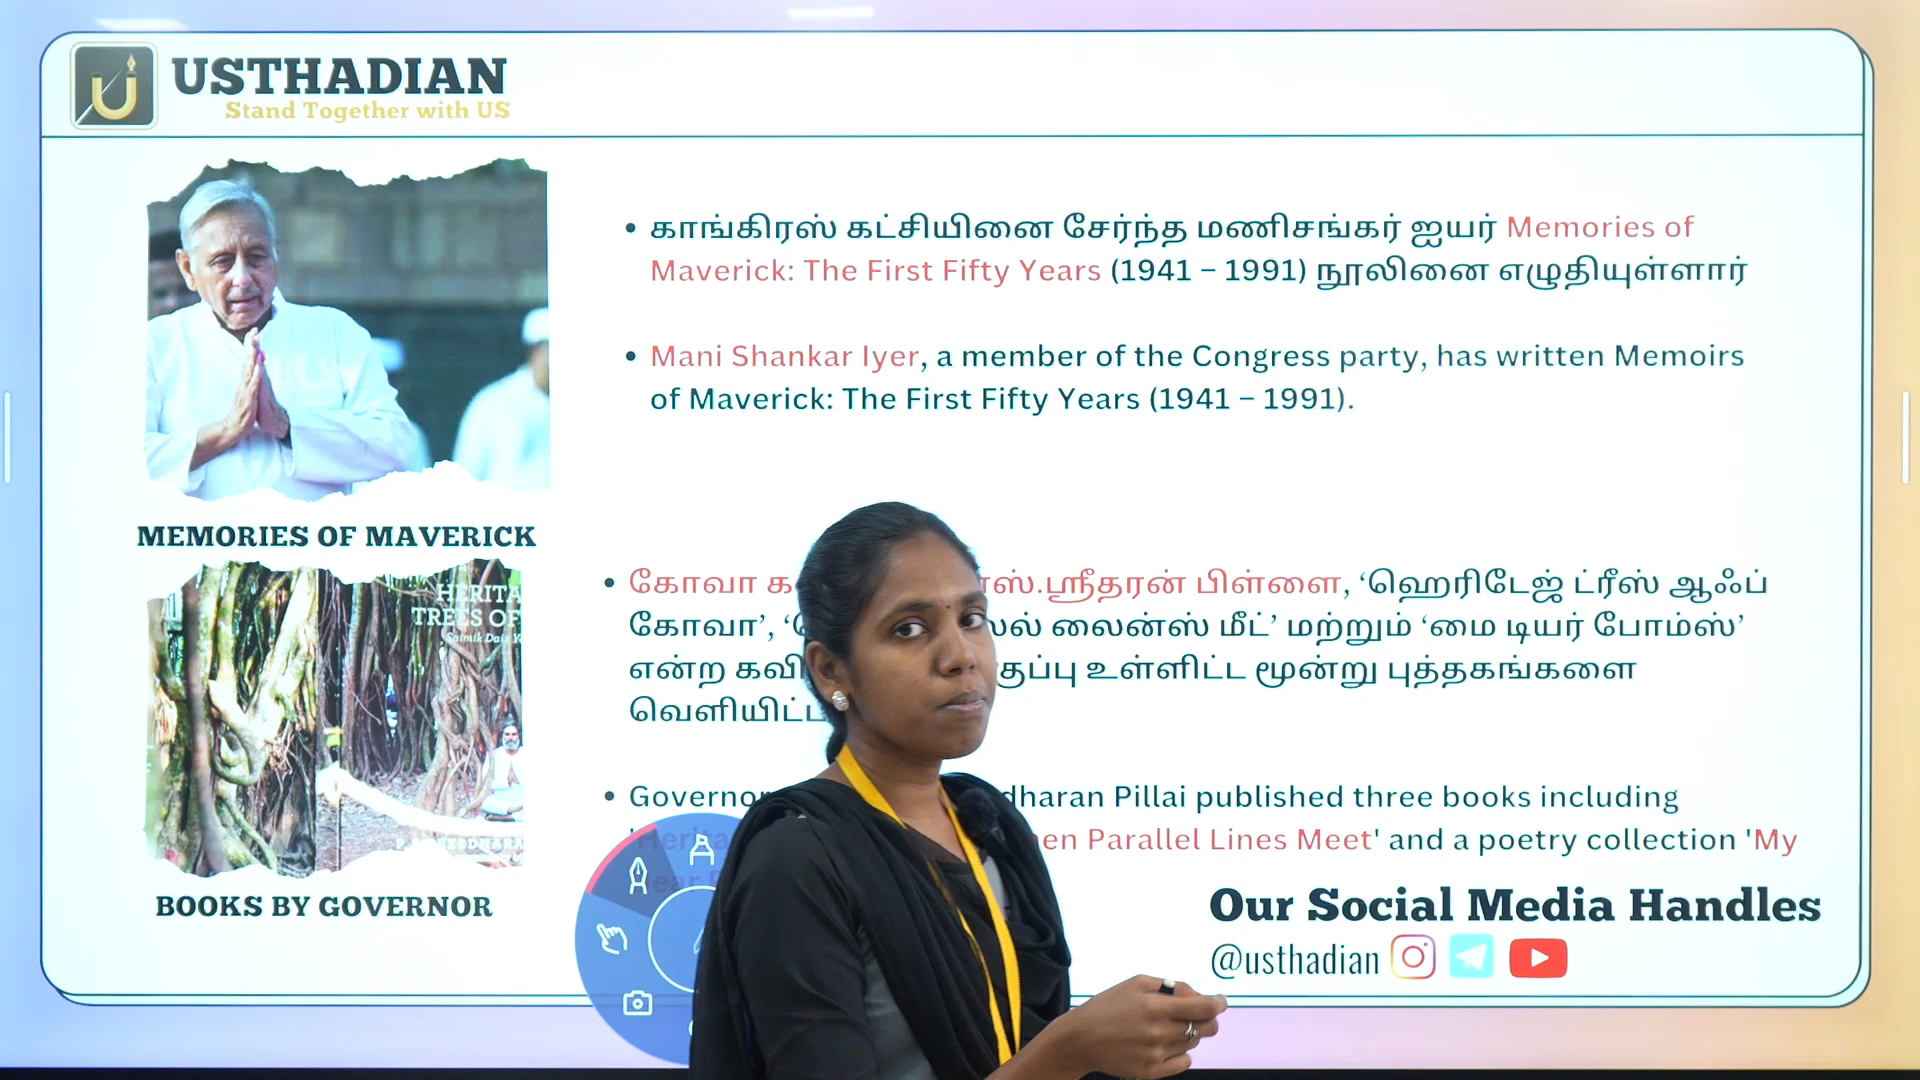 USTHADIAN
Stand Together with US
காங்கிரஸ் கட்சியினை சேர்ந்த மணிசங்கர் ஐயர் Memories of
Maverick: The First Fifty Years (1941 – 1991) நூலினை எழுதியுள்ளார்
Mani Shankar Iyer, a member of the Congress party, has written Memoirs
of Maverick: The First Fifty Years (1941 – 1991).
MEMORIES OF MAVERICK
HERITA
TREES OF
கோவா ஸ்ரீதரன் பிள்ளை, ‘ஹெரிடேஜ் ட்ரீஸ் ஆஃப்
கோவா’, லைன்ஸ் மீட்’ மற்றும் ‘மை டியர் போம்ஸ்’
என்ற உள்ளிட்ட மூன்று புத்தகங்களை
Governor dharan Pillai published three books including
en Parallel Lines Meet' and a poetry collection 'My
BOOKS BY GOVERNOR
Our Social Media Handles
@usthadian